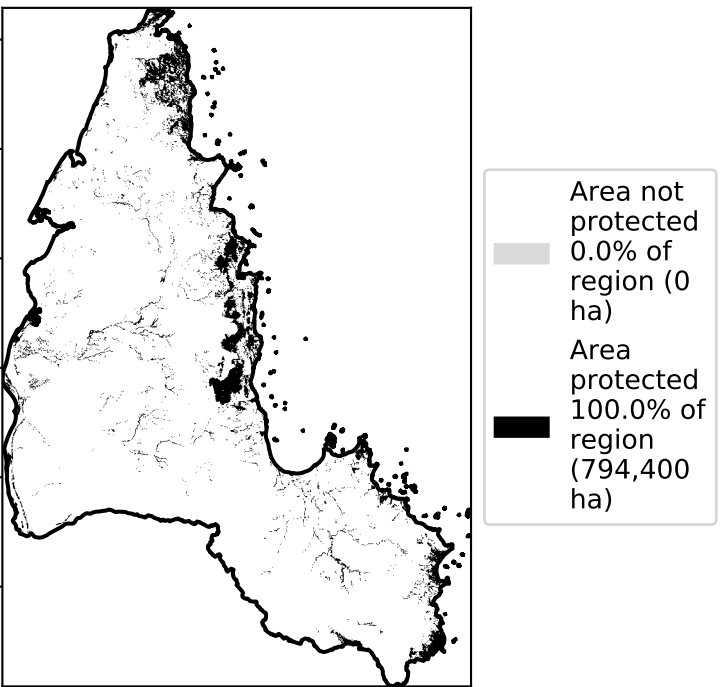 Area not
protected
0.0% of
region (0
ha)
Area
protected
100.0% of
region
(794,400
ha)